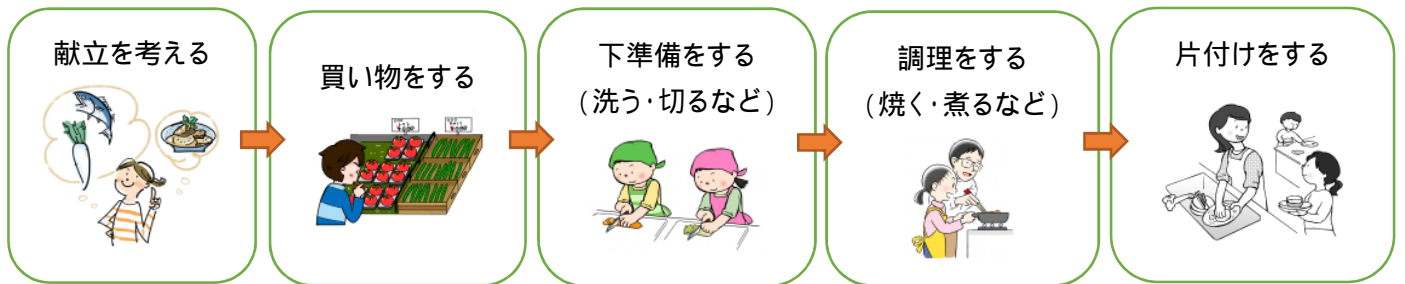 献立を考える
買い物をする
下準備をする
(洗う・切るなど)
調理をする
(焼く・煮るなど)
片付けをする